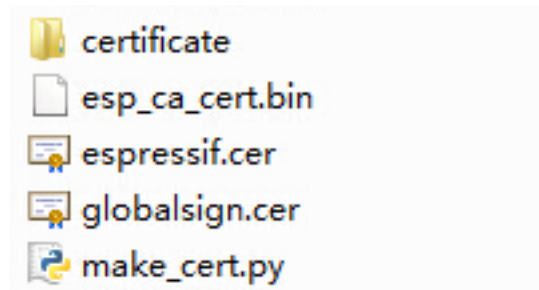 certificate
esp_ca_cert.bin
espressif.cer
globalsign.cer
make_cert.py